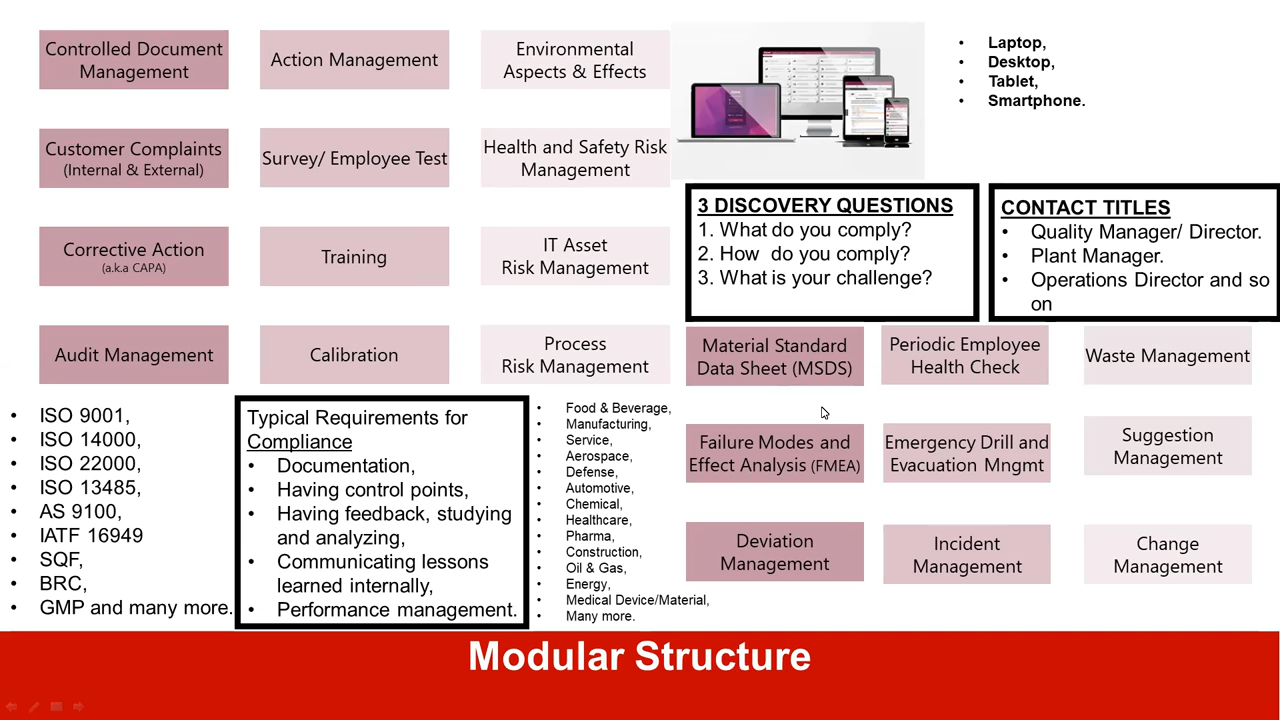 Controlled Document
Management
Action Management
Environmental
Aspects & Effects
Customer Complaints
(Internal & External)
Survey/ Employee Test
Health and Safety Risk
Management
Corrective Action
(a.k.a CAPA)
Training
IT Asset
Risk Management
Audit Management
Calibration
Process
Risk Management
• Laptop,
• Desktop,
• Tablet,
• Smartphone.
3 DISCOVERY QUESTIONS
1. What do you comply?
2. How  do you comply?
3. What is your challenge?
CONTACT TITLES
• Quality Manager/ Director.
• Plant Manager.
• Operations Director and so
on
Material Standard
Data Sheet (MSDS)
Periodic Employee
Health Check
Waste Management
Failure Modes and
Effect Analysis (FMEA)
Emergency Drill and
Evacuation Mngmt
Suggestion
Management
Deviation
Management
Incident
Management
Change
Management
• ISO 9001,
• ISO 14000,
• ISO 22000,
• ISO 13485,
• AS 9100,
• IATF 16949
• SQF,
• BRC,
• GMP and many more.
Typical Requirements for
Compliance
• Documentation,
• Having control points,
• Having feedback, studying
and analyzing,
• Communicating lessons
learned internally,
• Performance management.
• Food & Beverage,
• Manufacturing,
• Service,
• Aerospace,
• Defense,
• Automotive,
• Chemical,
• Healthcare,
• Pharma,
• Construction,
• Oil & Gas,
• Energy,
• Medical Device/Material,
• Many more.
Modular Structure